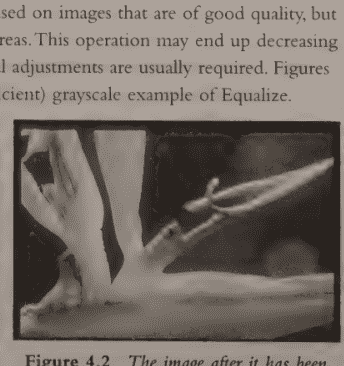 sed on images that are of good quality, but
reas. This operation may end up decreasing
l adjustments are usually required. Figures
cient) grayscale example of Equalize.
Figure 4.2 The image after it has been